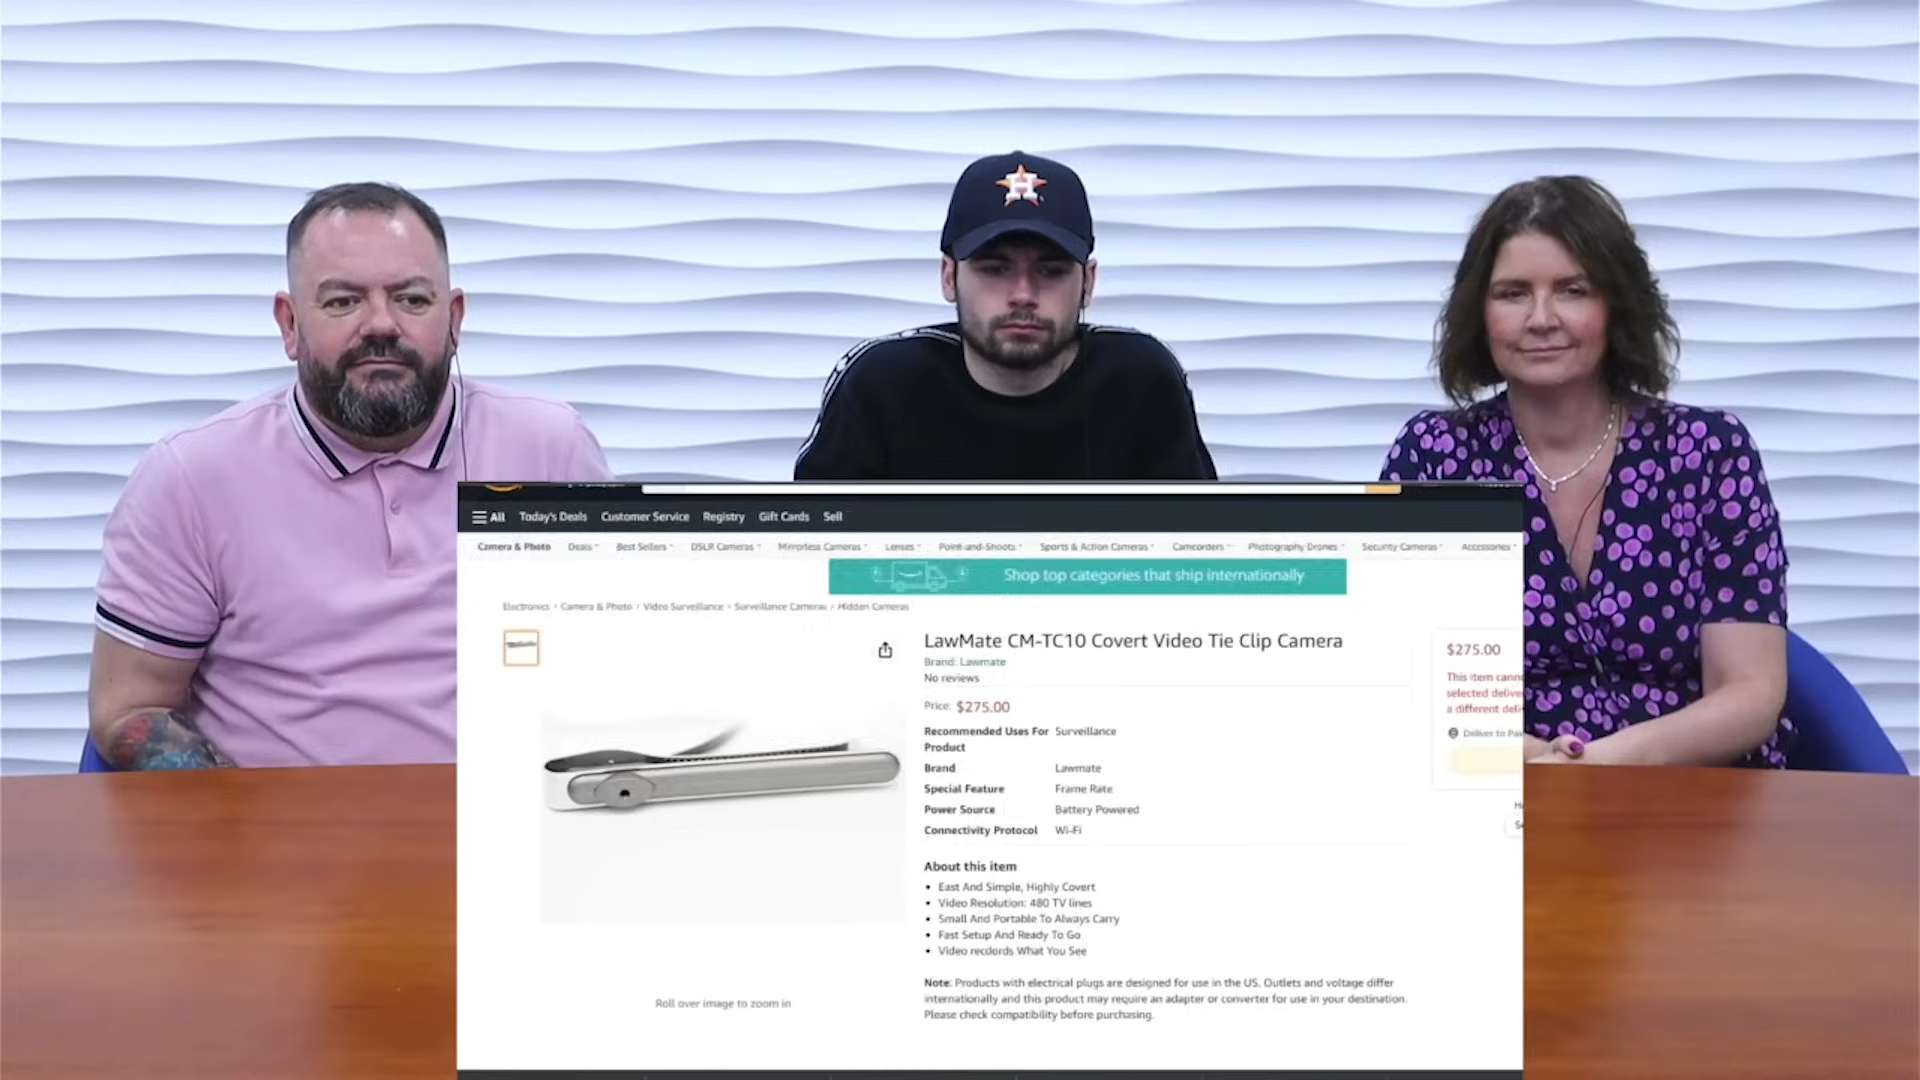 H
All Today's Deals Customer Service Registry Gift Cards Sell
Camera & Photo Deals Best Sellers DSLR Cameras Mirrorless Cameras Lenses Point-and-Shoots Sports & Action Cameras Camcorders Photography Drones Security Cameras Accessories
Shop top categories that ship internationally
Electronics › Camera & Photo › Video Surveillance › Surveillance Cameras › Hidden Cameras
LawMate CM-TC10 Covert Video Tie Clip Camera
Brand: Lawmate
No reviews
Price: $275.00
Recommended Uses For Product Surveillance
Brand Lawmate
Special Feature Frame Rate
Power Source Battery Powered
Connectivity Protocol Wi-Fi
About this item
• East And Simple, Highly Covert
• Video Resolution: 480 TV lines
• Small And Portable To Always Carry
• Fast Setup And Ready To Go
• Video recdords What You See
Note: Products with electrical plugs are designed for use in the US. Outlets and voltage differ
internationally and this product may require an adapter or converter for use in your destination.
Please check compatibility before purchasing.
Roll over image to zoom in
$275.00
This item
selected
a different
Deliver to